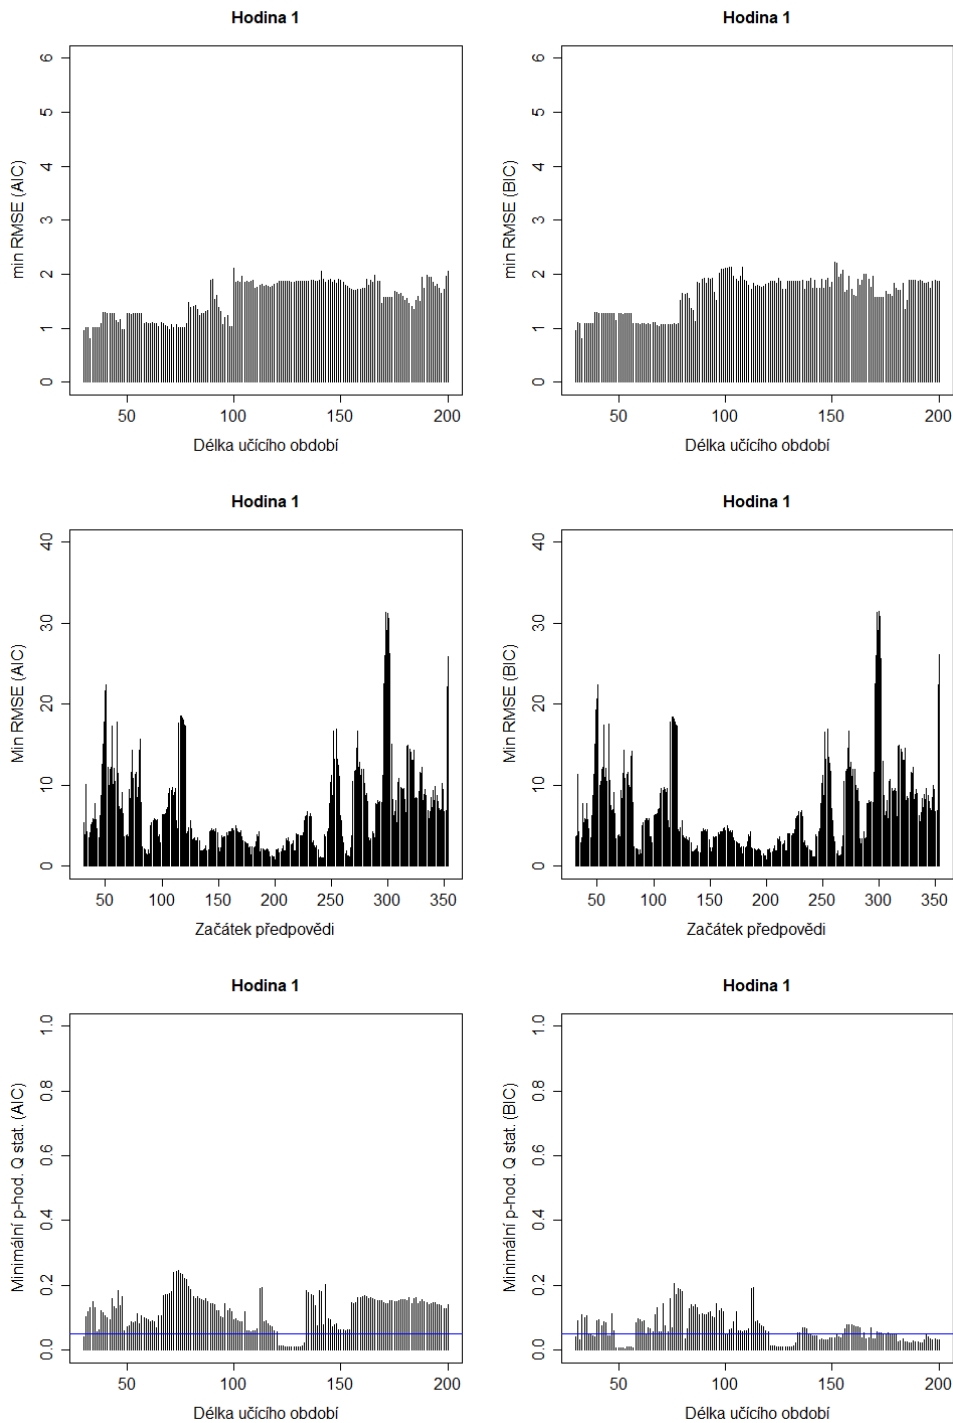 Hodina 1
Hodina 1
min RMSE (AIC)
0 1 2 3 4 5 6
50 100 150 200
Délka učícího období
min RMSE (BIC)
0 1 2 3 4 5 6
50 100 150 200
Délka učícího období
Hodina 1
Hodina 1
Min RMSE (AIC)
0 10 20 30 40
50 100 150 200 250 300 350
Začátek předpovědi
Min RMSE (BIC)
0 10 20 30 40
50 100 150 200 250 300 350
Začátek předpovědi
Hodina 1
Hodina 1
Minimální p-hod. Q stat. (AIC)
0.0 0.2 0.4 0.6 0.8 1.0
50 100 150 200
Délka učícího období
Minimální p-hod. Q stat. (BIC)
0.0 0.2 0.4 0.6 0.8 1.0
50 100 150 200
Délka učícího období